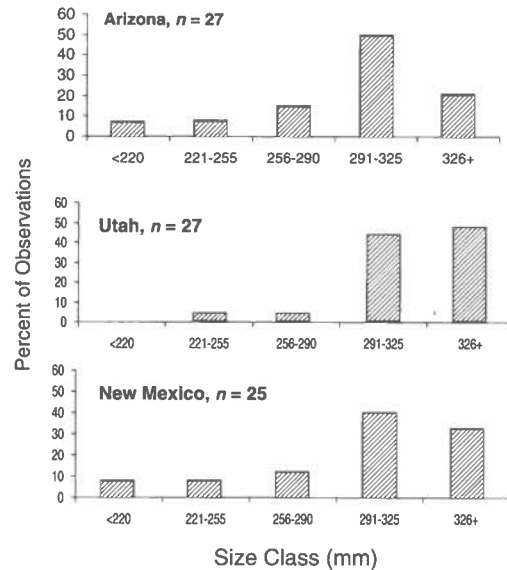 Arizona, n = 27
60
50
40
30
20
10
0
<220 221-255 256-290 291-325 326+
Utah, n = 27
60
50
40
30
20
10
0
<220 221-255 256-290 291-325 326+
New Mexico, n = 25
60
50
40
30
20
10
0
<220 221-255 256-290 291-325 326+
Percent of Observations
Size Class (mm)